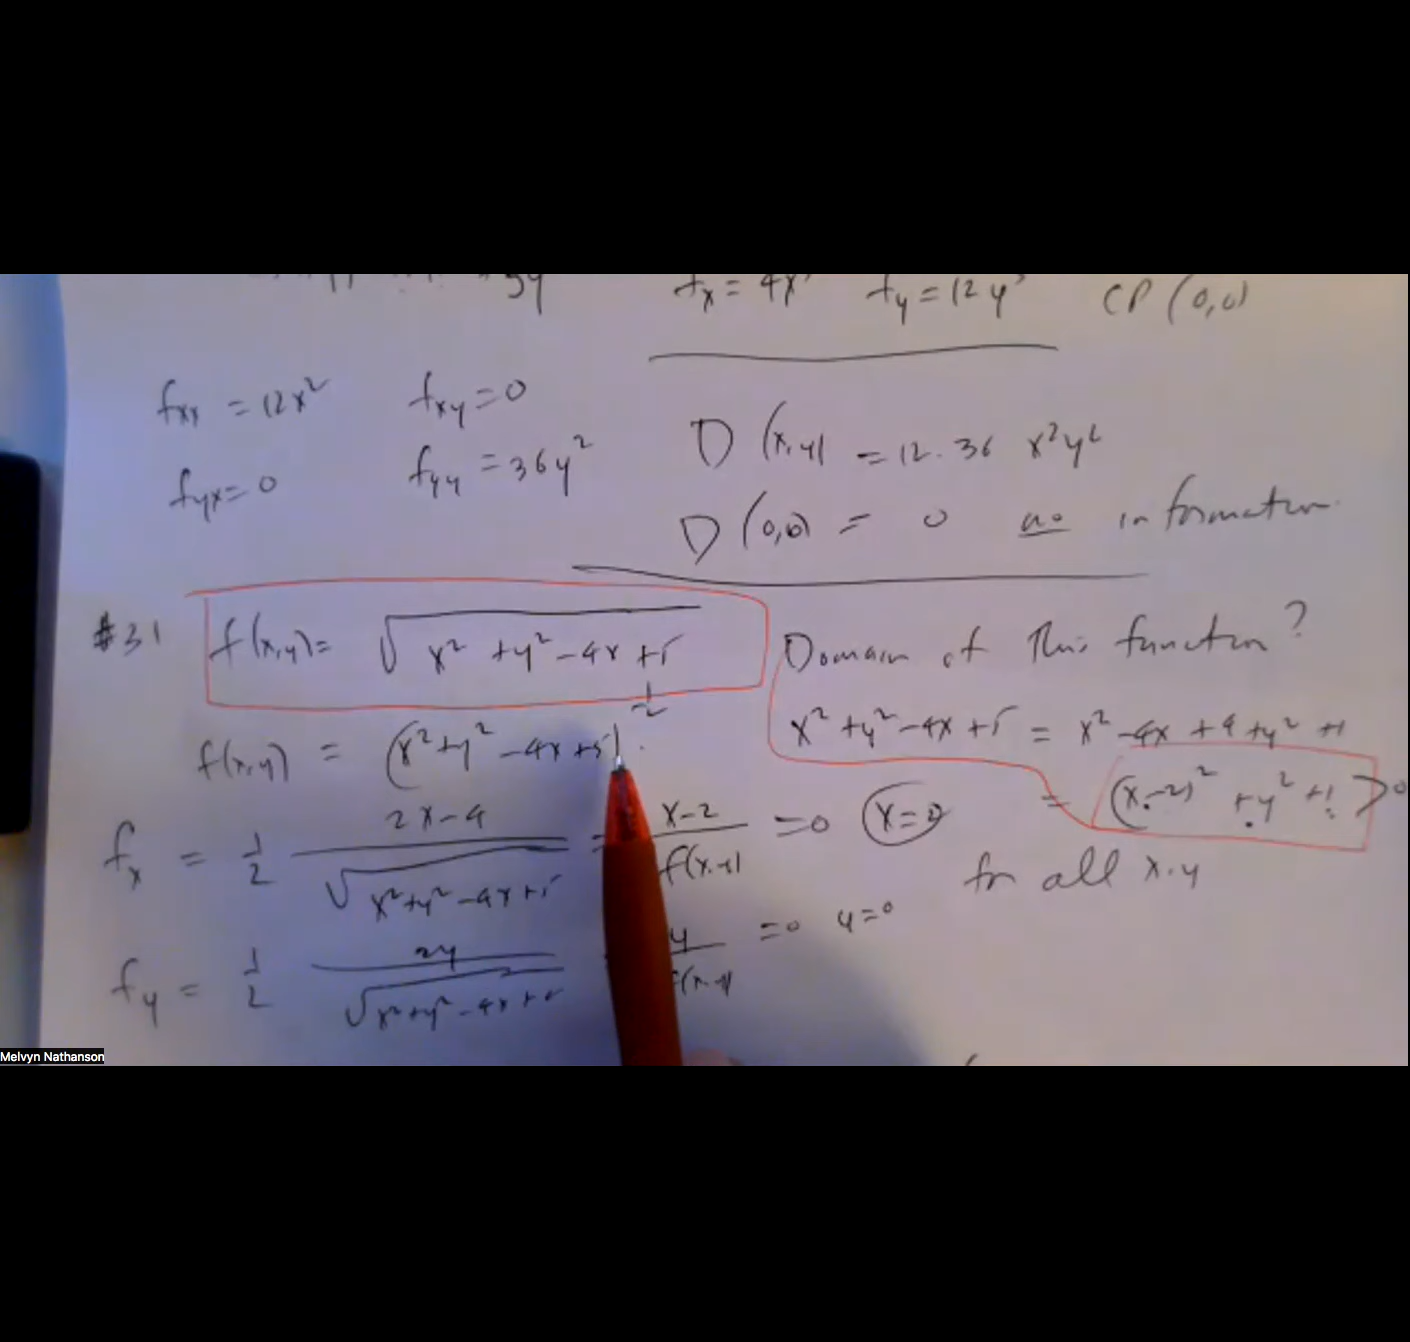 fx = 4x³ fy = 12y³ CP (0,0)
fxx = 12x² fxy = 0
fyx = 0 fyy = 36y²
D(x,y) = 12·36 x²y²
D(0,0) = 0 no information
#31 f(x,y) = √(x² + y² - 4x + 5) Domain of this function?
f(x,y) = (x² + y² - 4x + 5)^½
x² + y² - 4x + 5 = x² - 4x + 4 + y² + 1
= (x-2)² + y² + 1 > 0
for all x,y
fx = ½ (2x-4)/√(x² + y² - 4x + 5) = (x-2)/f(x,y) = 0
fy = ½ 2y/√(x² + y² - 4x + 5) y/f(x,y) = 0 y = 0
Melvyn Nathanson